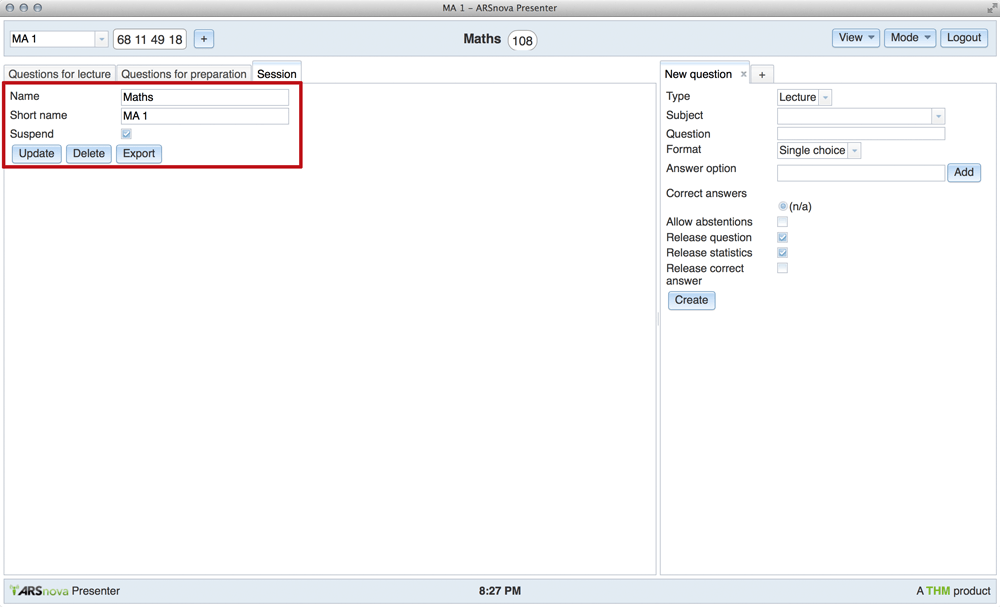 MA 1 – ARSnova Presenter
MA 1 68 11 49 18 + Maths 108 View Mode Logout
Questions for lecture Questions for preparation Session
Name Maths
Short name MA 1
Suspend
Update Delete Export
New question × +
Type Lecture
Subject
Question
Format Single choice
Answer option Add
Correct answers
(n/a)
Allow abstentions
Release question
Release statistics
Release correct
answer
Create
ARSnova Presenter 8:27 PM A THM product